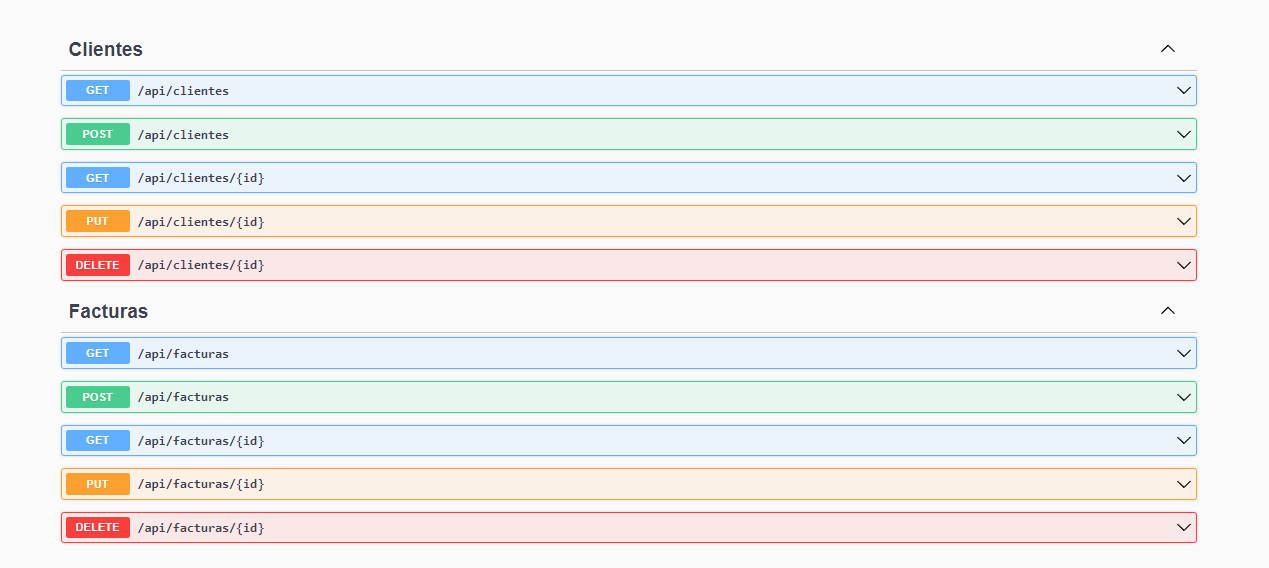 Clientes
GET /api/clientes
POST /api/clientes
GET /api/clientes/{id}
PUT /api/clientes/{id}
DELETE /api/clientes/{id}
Facturas
GET /api/facturas
POST /api/facturas
GET /api/facturas/{id}
PUT /api/facturas/{id}
DELETE /api/facturas/{id}